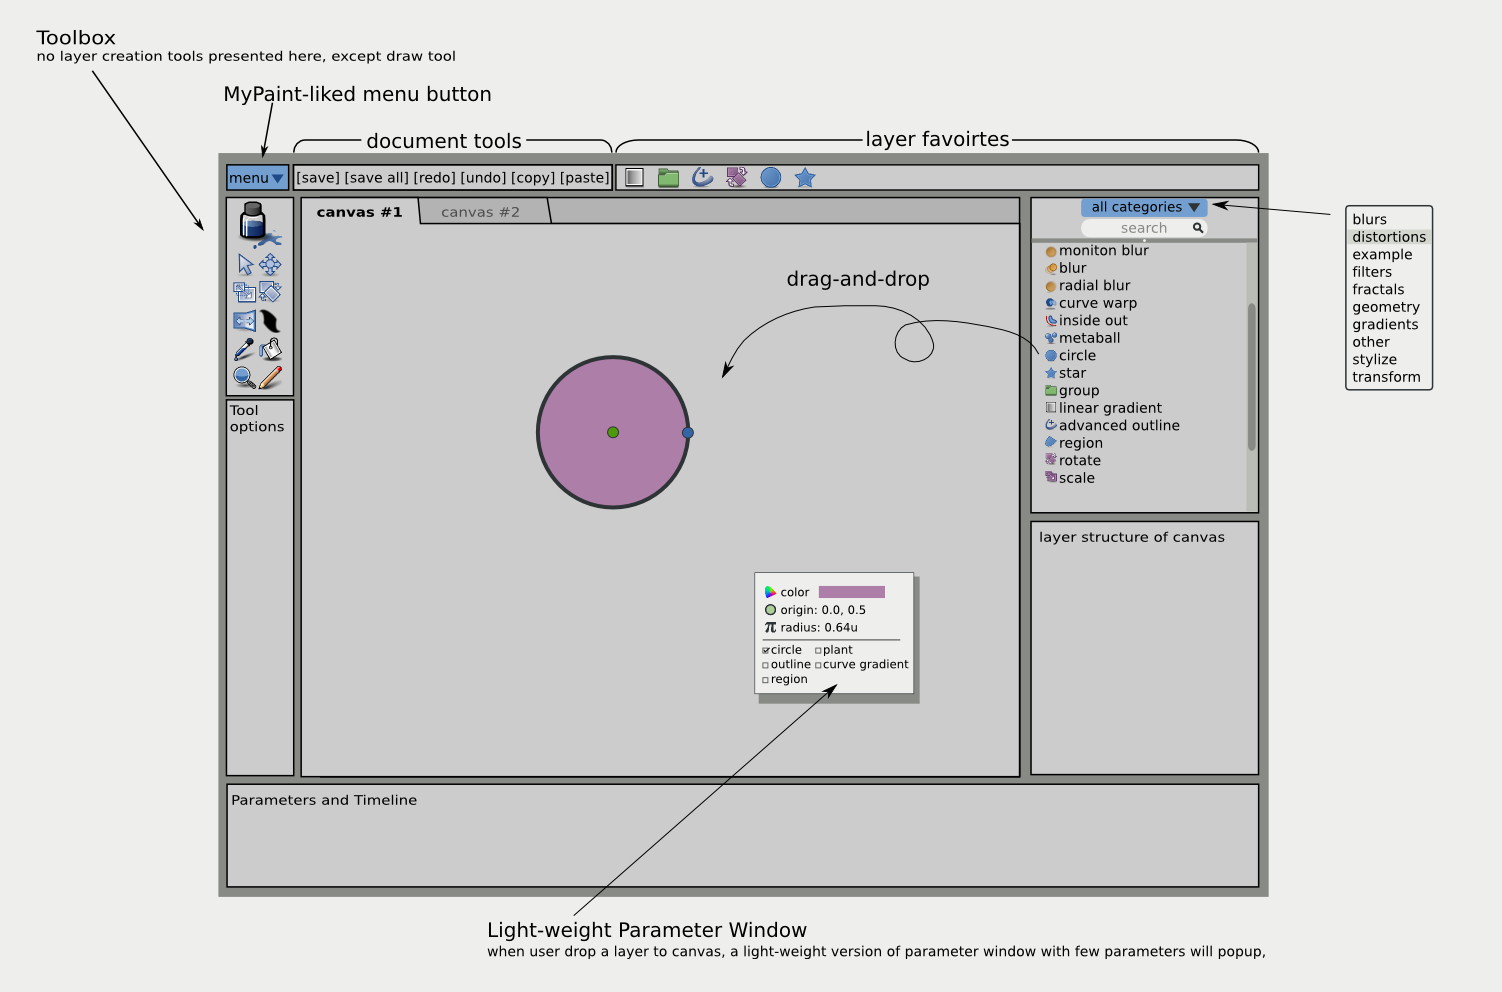 Toolbox
no layer creation tools presented here, except draw tool
MyPaint-liked menu button
document tools
layer favoirtes
menu
[save] [save all] [redo] [undo] [copy] [paste]
canvas #1
canvas #2
all categories
search
moniton blur
blur
radial blur
curve warp
inside out
metaball
circle
star
group
linear gradient
advanced outline
region
rotate
scale
blurs
distortions
example
filters
fractals
geometry
gradients
other
stylize
transform
drag-and-drop
Tool
options
layer structure of canvas
color
origin: 0.0, 0.5
π radius: 0.64u
circle plant
outline curve gradient
region
Parameters and Timeline
Light-weight Parameter Window
when user drop a layer to canvas, a light-weight version of parameter window with few parameters will popup,